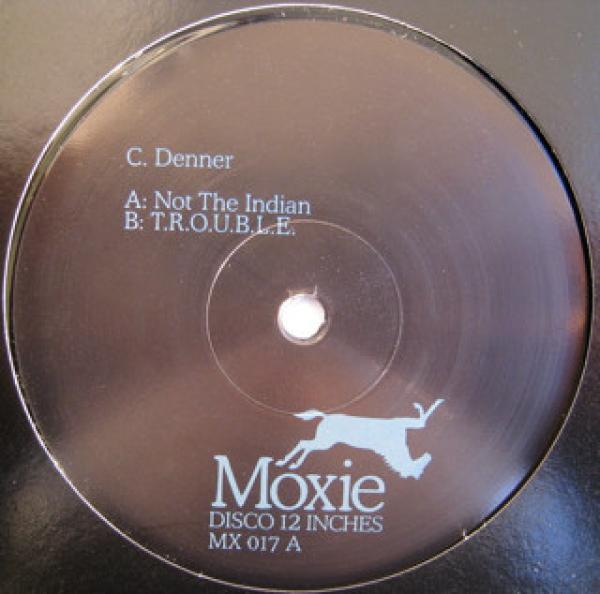 C. Denner
A: Not The Indian
B: T.R.O.U.B.L.E.
Moxie
DISCO 12 INCHES
MX 017 A